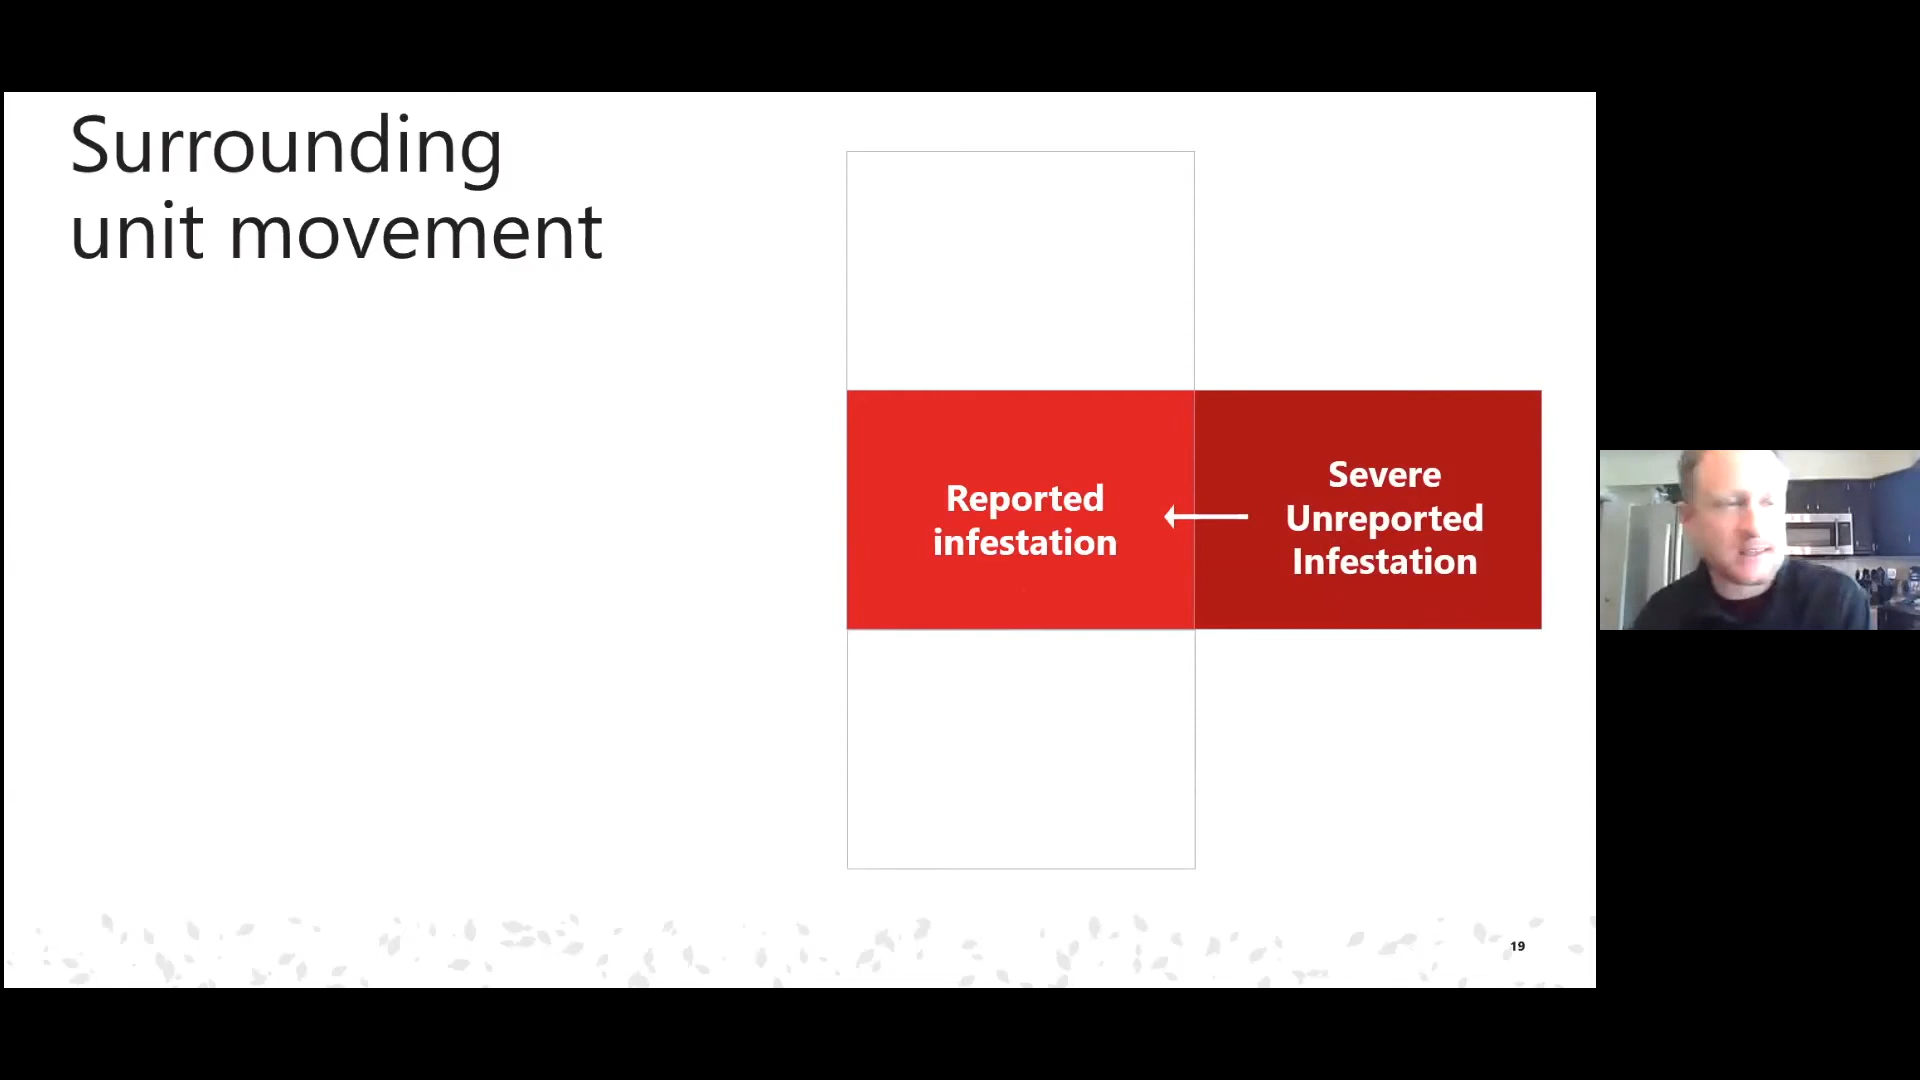 Surrounding
unit movement
Reported
infestation
Severe
Unreported
Infestation
19